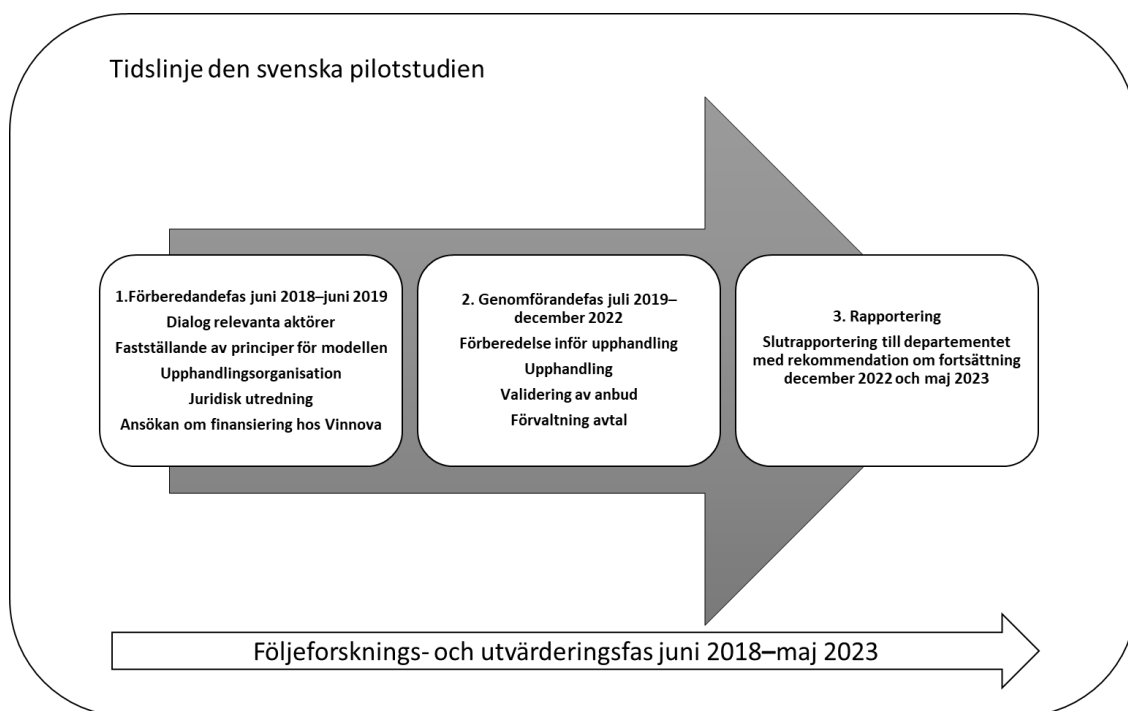 Tidslinje den svenska pilotstudien
1.Förberedandefas juni 2018–juni 2019
Dialog relevanta aktörer
Fastställande av principer för modellen
Upphandlingsorganisation
Juridisk utredning
Ansökan om finansiering hos Vinnova
2. Genomförandefas juli 2019–
december 2022
Förberedelse inför upphandling
Upphandling
Validering av anbud
Förvaltning avtal
3. Rapportering
Slutrapportering till departementet
med rekommendation om fortsättning
december 2022 och maj 2023
Följeforsknings- och utvärderingsfas juni 2018–maj 2023